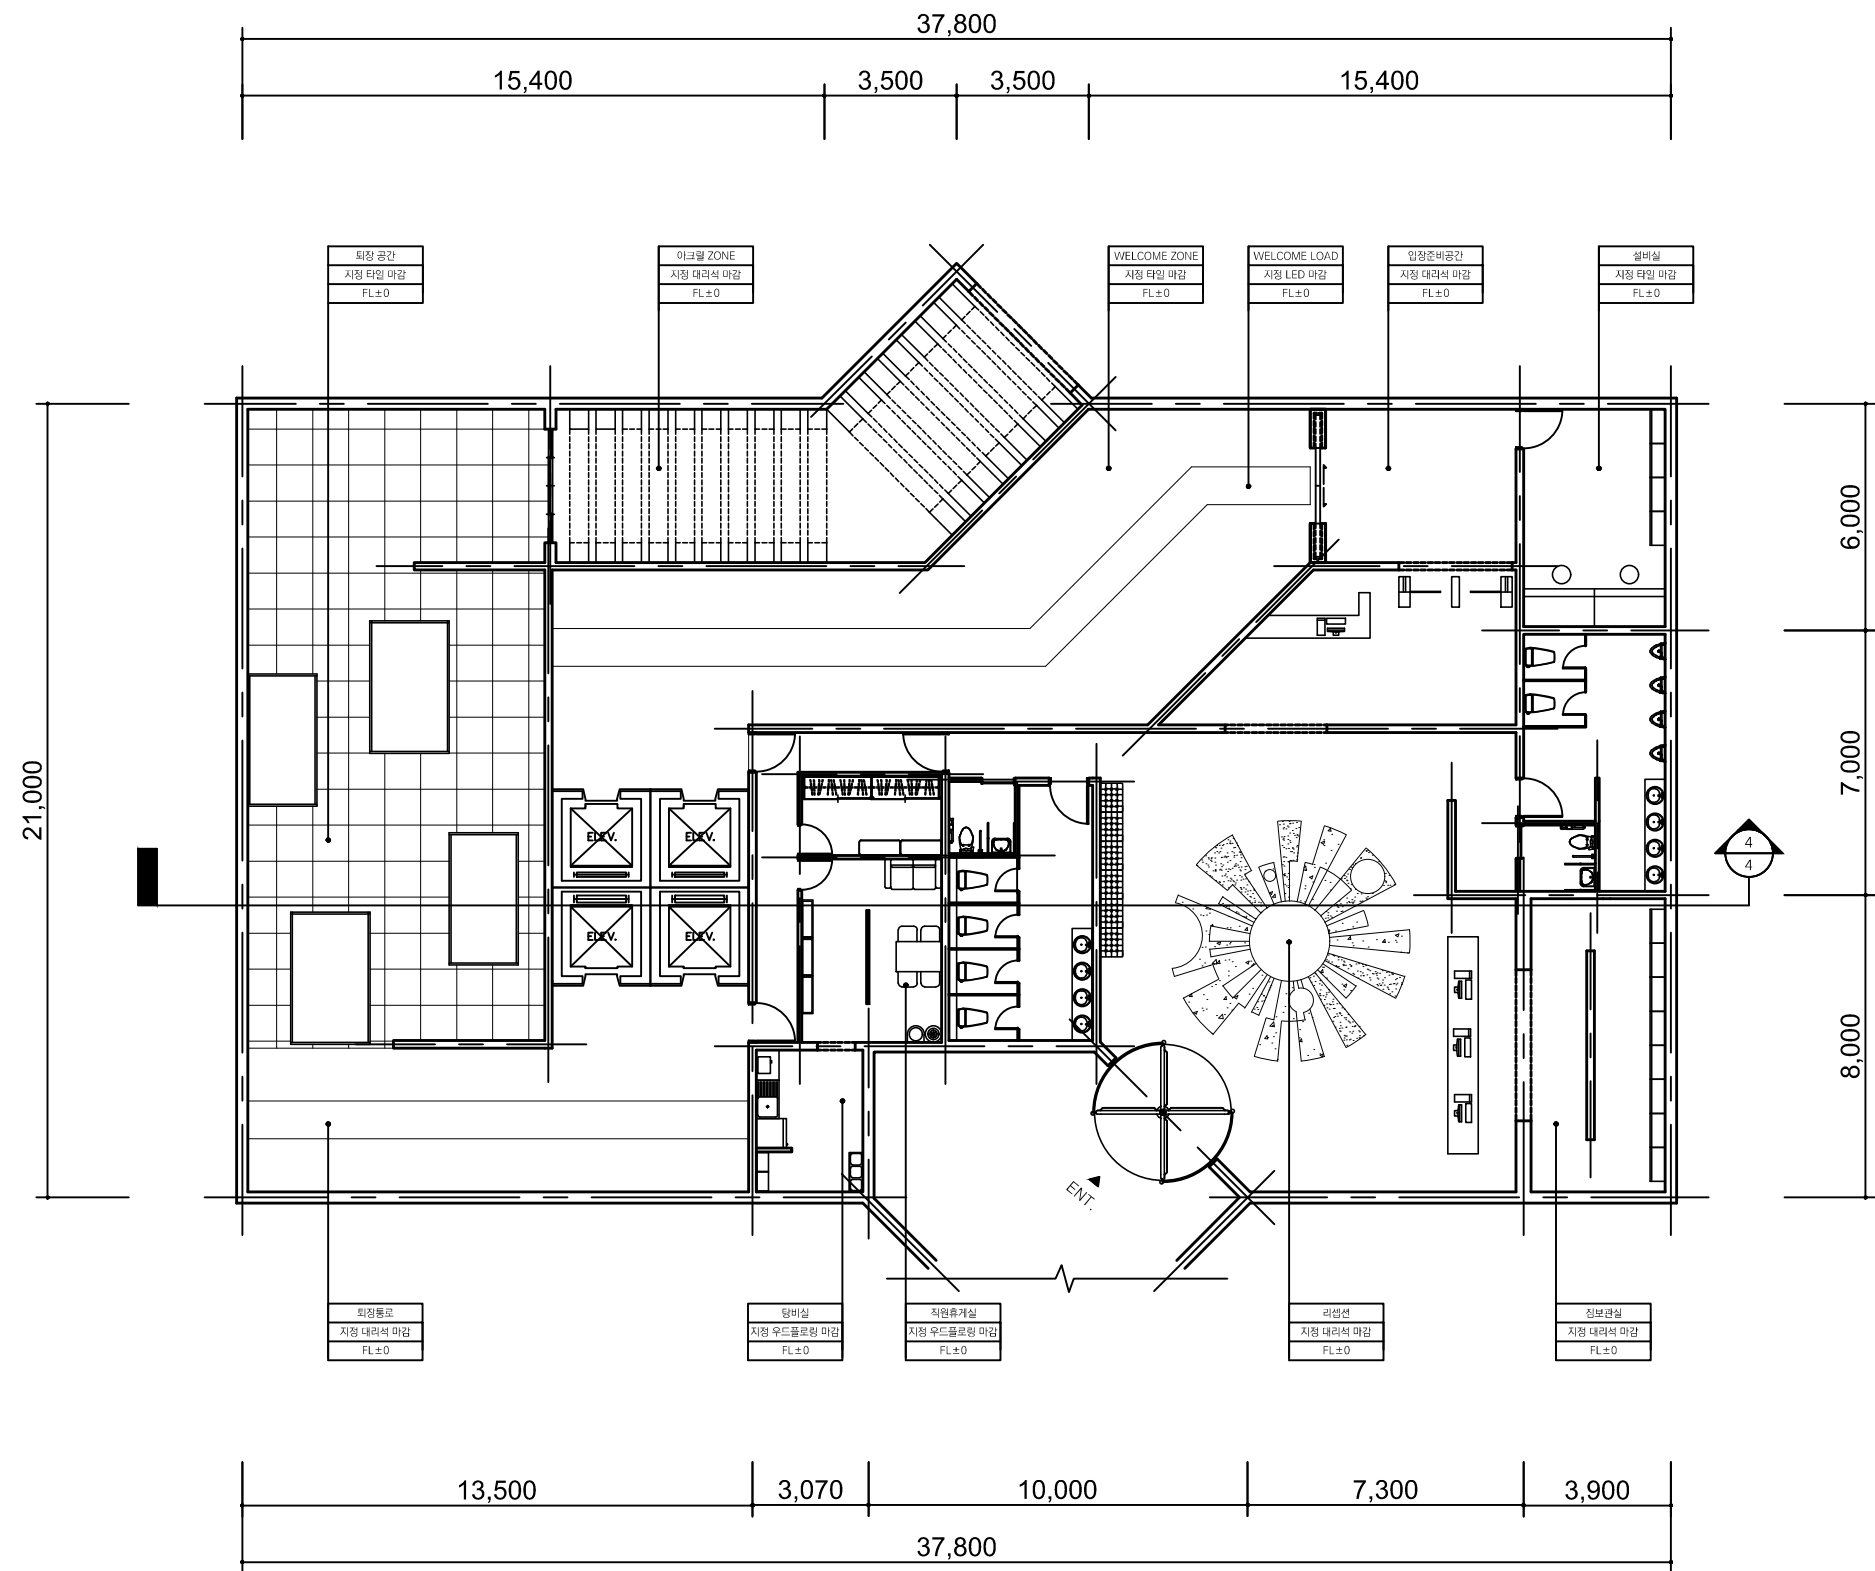 37,800
15,400
3,500
3,500
15,400
퇴장 공간
지정 타일 마감
FL±0
아크릴 ZONE
지정 대리석 마감
FL±0
WELCOME ZONE
지정 타일 마감
FL±0
WELCOME LOAD
지정 LED 마감
FL±0
입장준비공간
지정 대리석 마감
FL±0
설비실
지정 타일 마감
FL±0
21,000
6,000
7,000
8,000
ELEV.
ELEV.
ELEV.
ELEV.
4
4
ENT.
퇴장통로
지정 대리석 마감
FL±0
탕비실
지정 우드플로링 마감
FL±0
직원휴게실
지정 우드플로링 마감
FL±0
리셉션
지정 대리석 마감
FL±0
짐보관실
지정 대리석 마감
FL±0
13,500
3,070
10,000
7,300
3,900
37,800